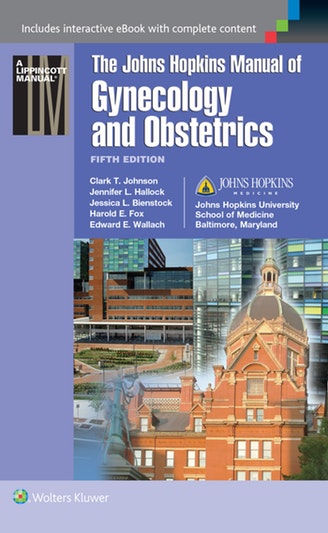 Includes interactive eBook with complete content
A
LIPPINCOTT
MANUAL®
LM
The Johns Hopkins Manual of
Gynecology
and Obstetrics
FIFTH EDITION
Clark T. Johnson
Jennifer L. Hallock
Jessica L. Bienstock
Harold E. Fox
Edward E. Wallach
JOHNS HOPKINS
MEDICINE
Johns Hopkins University
School of Medicine
Baltimore, Maryland
Wolters Kluwer